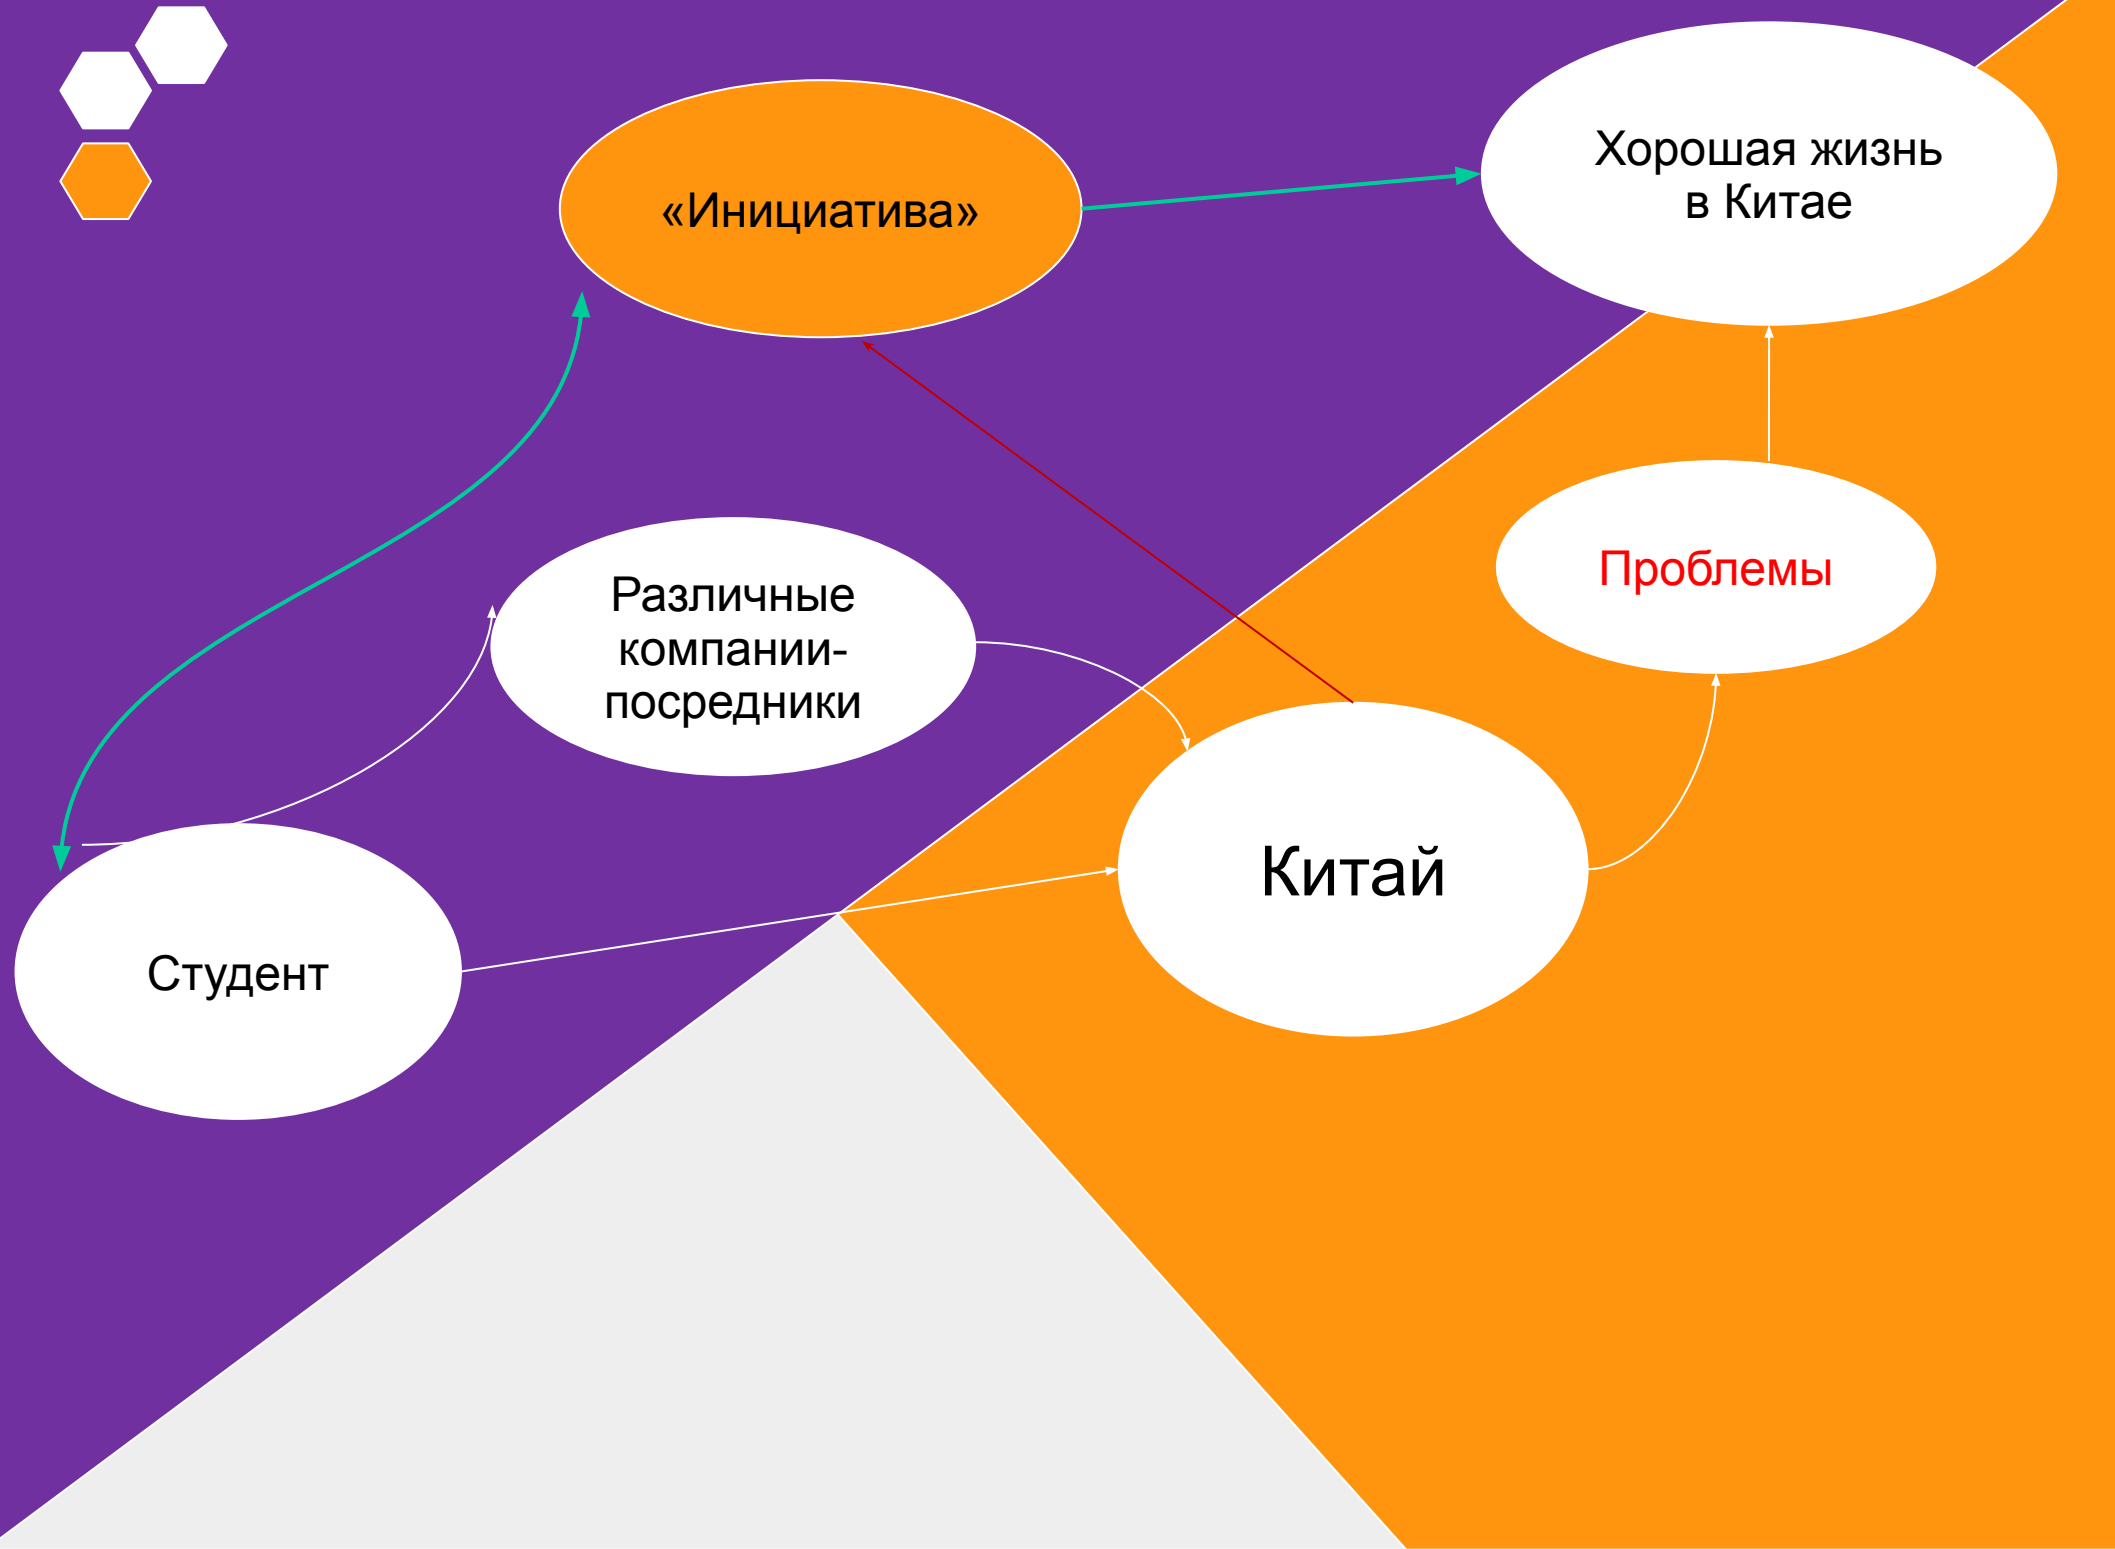 «Инициатива»
Хорошая жизнь
в Китае
Различные
компании-
посредники
Проблемы
Китай
Студент